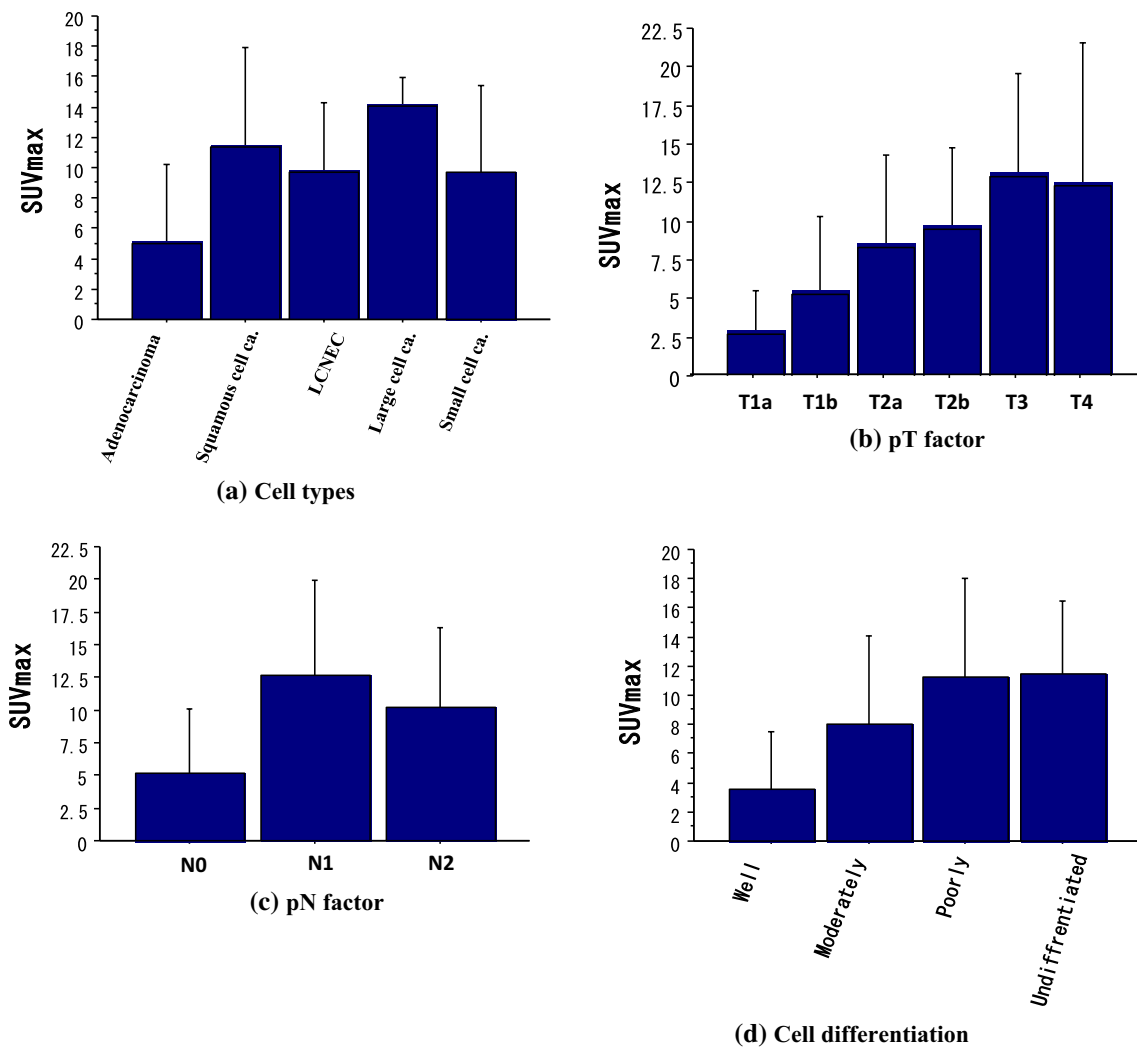 SUVmax
20
18
16
14
12
10
8
6
4
2
0
Adenocarcinoma
Squamous cell ca.
LCNEC
Large cell ca.
Small cell ca.
(a) Cell types
SUVmax
22.5
20
17.5
15
12.5
10
7.5
5
2.5
0
T1a T1b T2a T2b T3 T4
(b) pT factor
SUVmax
22.5
20
17.5
15
12.5
10
7.5
5
2.5
0
N0 N1 N2
(c) pN factor
SUVmax
20
18
16
14
12
10
8
6
4
2
0
Well
Moderately
Poorly
Undiffrentiated
(d) Cell differentiation